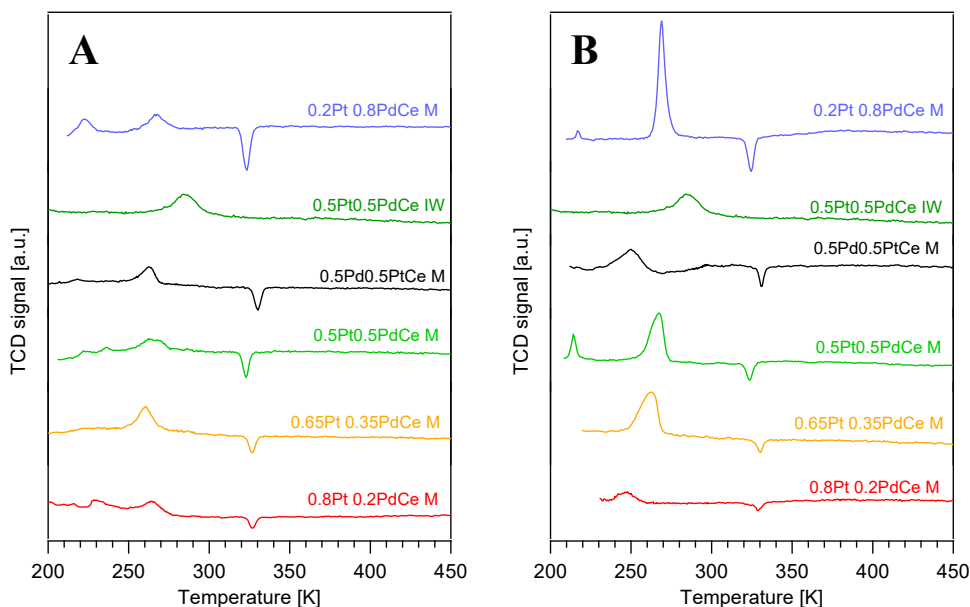 A
0.2Pt 0.8PdCe M
0.5Pt0.5PdCe IW
0.5Pd0.5PtCe M
0.5Pt0.5PdCe M
0.65Pt 0.35PdCe M
0.8Pt 0.2PdCe M
TCD signal [a.u.]
200 250 300 350 400 450
Temperature [K]
B
0.2Pt 0.8PdCe M
0.5Pt0.5PdCe IW
0.5Pd0.5PtCe M
0.5Pt0.5PdCe M
0.65Pt 0.35PdCe M
0.8Pt 0.2PdCe M
TCD signal [a.u.]
200 250 300 350 400 450
Temperature [K]